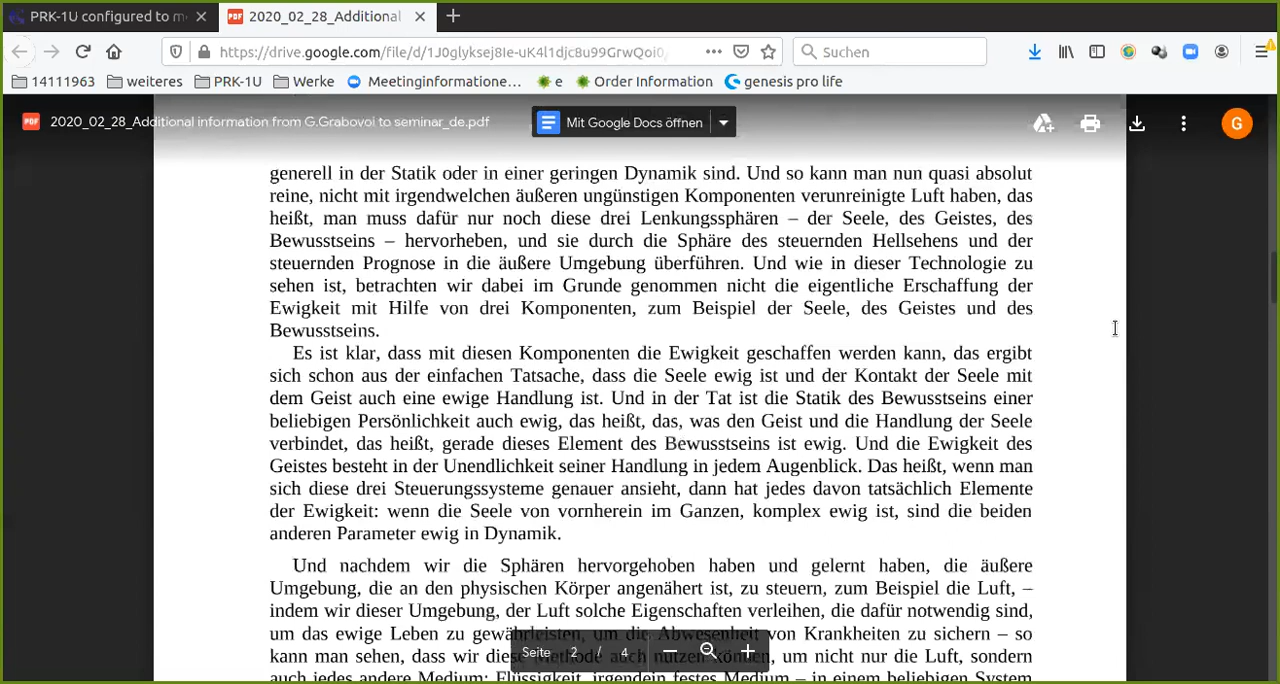 PRK-1U configured to m
2020_02_28_Additional
https://drive.google.com/file/d/1J0glyksej8Ie-uK4l1djc8u99GrwQoi0
Suchen
14111963 weiteres PRK-1U Werke Meetinginformatione... e Order Information genesis pro life
2020_02_28_Additional information from G.Grabovoi to seminar_de.pdf
Mit Google Docs öffnen
G
generell in der Statik oder in einer geringen Dynamik sind. Und so kann man nun quasi absolut
reine, nicht mit irgendwelchen äußeren ungünstigen Komponenten verunreinigte Luft haben, das
heißt, man muss dafür nur noch diese drei Lenkungssphären – der Seele, des Geistes, des
Bewusstseins – hervorheben, und sie durch die Sphäre des steuernden Hellsehens und der
steuernden Prognose in die äußere Umgebung überführen. Und wie in dieser Technologie zu
sehen ist, betrachten wir dabei im Grunde genommen nicht die eigentliche Erschaffung der
Ewigkeit mit Hilfe von drei Komponenten, zum Beispiel der Seele, des Geistes und des
Bewusstseins.
Es ist klar, dass mit diesen Komponenten die Ewigkeit geschaffen werden kann, das ergibt
sich schon aus der einfachen Tatsache, dass die Seele ewig ist und der Kontakt der Seele mit
dem Geist auch eine ewige Handlung ist. Und in der Tat ist die Statik des Bewusstseins einer
beliebigen Persönlichkeit auch ewig, das heißt, das, was den Geist und die Handlung der Seele
verbindet, das heißt, gerade dieses Element des Bewusstseins ist ewig. Und die Ewigkeit des
Geistes besteht in der Unendlichkeit seiner Handlung in jedem Augenblick. Das heißt, wenn man
sich diese drei Steuerungssysteme genauer ansieht, dann hat jedes davon tatsächlich Elemente
der Ewigkeit: wenn die Seele von vornherein im Ganzen, komplex ewig ist, sind die beiden
anderen Parameter ewig in Dynamik.
Und nachdem wir die Sphären hervorgehoben haben und gelernt haben, die äußere
Umgebung, die an den physischen Körper angenähert ist, zu steuern, zum Beispiel die Luft, –
indem wir dieser Umgebung, der Luft solche Eigenschaften verleihen, die dafür notwendig sind,
um das ewige Leben zu gewährleisten, um die Abwesenheit von Krankheiten zu sichern – so
kann man sehen, dass wir diese Methode auch nutzen können, um nicht nur die Luft, sondern
auch jedes andere Medium: Flüssigkeit, irgendein festes Medium – in einem beliebigen System
Seite 2 / 4